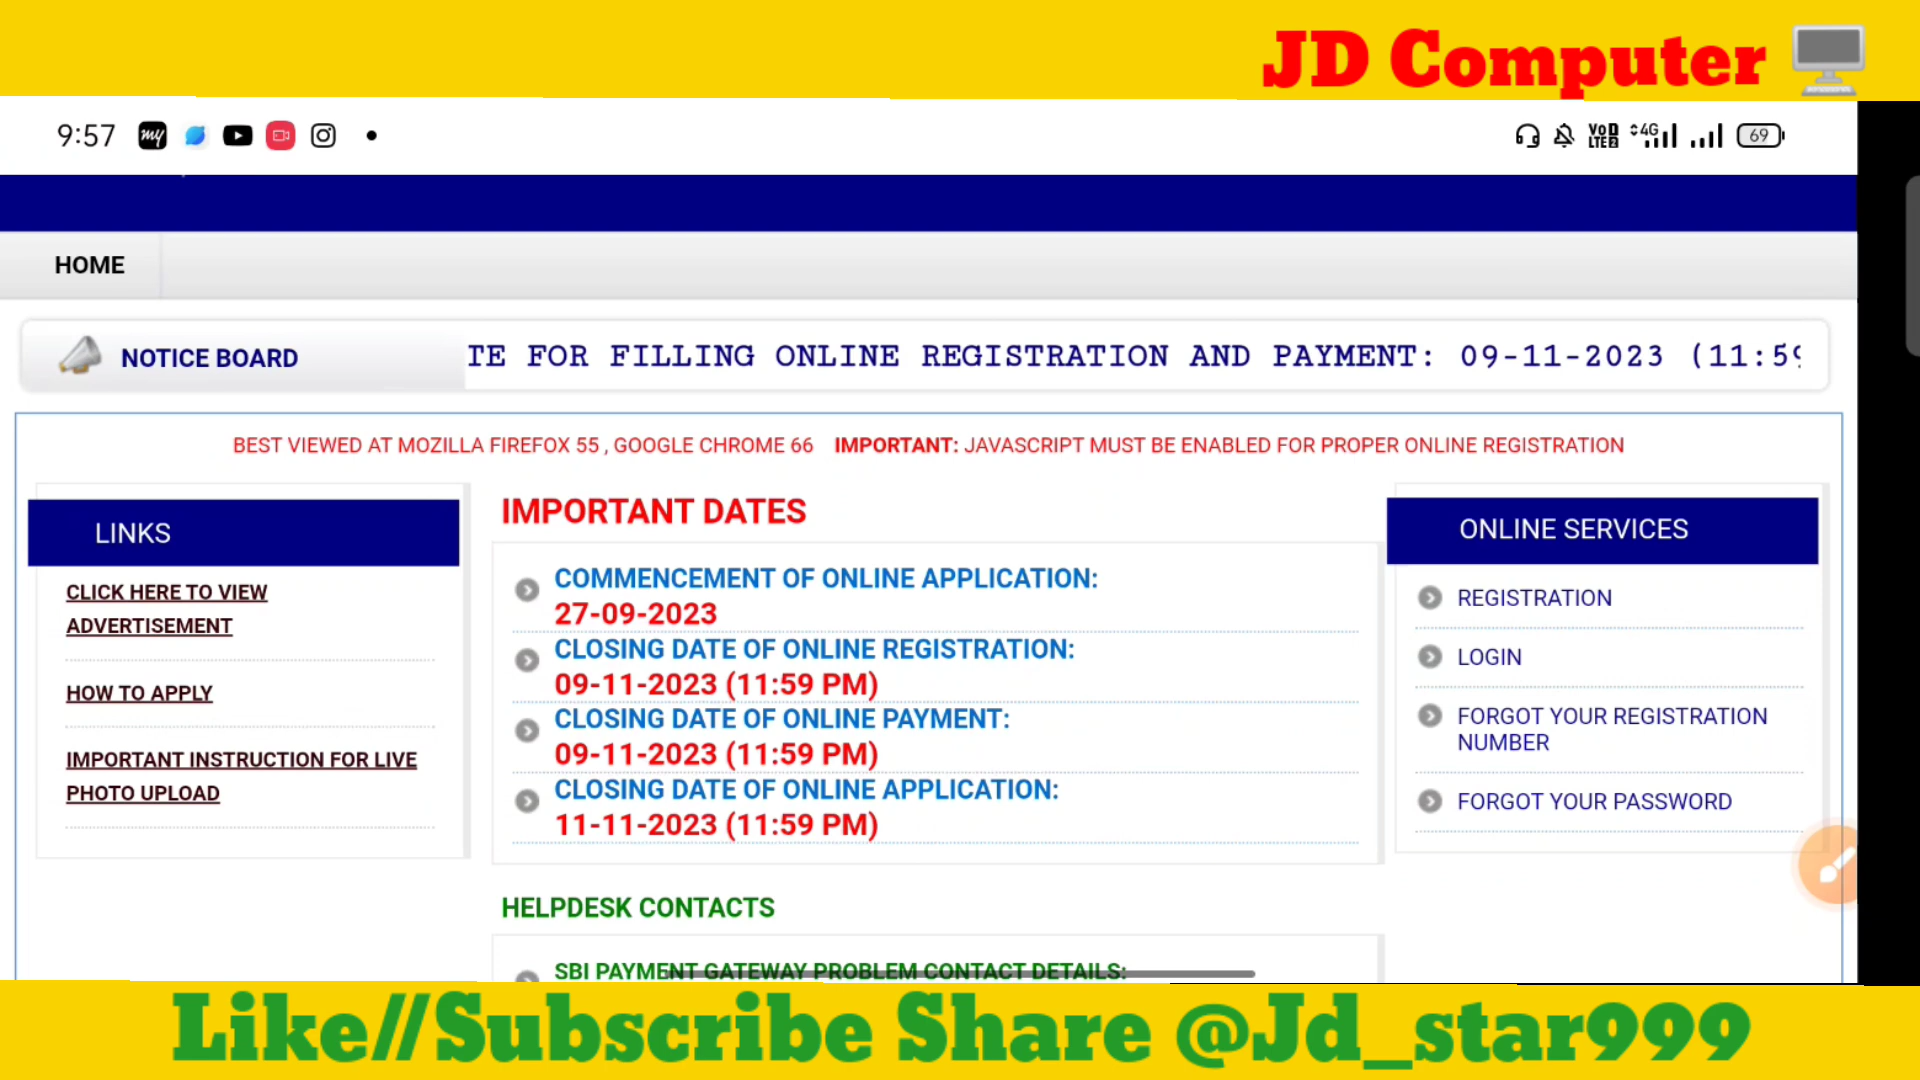 JD Computer
9:57
my
VoD LTE2 4G 69
HOME
NOTICE BOARD
TE FOR FILLING ONLINE REGISTRATION AND PAYMENT: 09-11-2023 (11:59
BEST VIEWED AT MOZILLA FIREFOX 55 , GOOGLE CHROME 66 IMPORTANT: JAVASCRIPT MUST BE ENABLED FOR PROPER ONLINE REGISTRATION
LINKS
CLICK HERE TO VIEW
ADVERTISEMENT
HOW TO APPLY
IMPORTANT INSTRUCTION FOR LIVE
PHOTO UPLOAD
IMPORTANT DATES
COMMENCEMENT OF ONLINE APPLICATION:
27-09-2023
CLOSING DATE OF ONLINE REGISTRATION:
09-11-2023 (11:59 PM)
CLOSING DATE OF ONLINE PAYMENT:
09-11-2023 (11:59 PM)
CLOSING DATE OF ONLINE APPLICATION:
11-11-2023 (11:59 PM)
HELPDESK CONTACTS
SBI PAYMENT GATEWAY PROBLEM CONTACT DETAILS:
ONLINE SERVICES
REGISTRATION
LOGIN
FORGOT YOUR REGISTRATION
NUMBER
FORGOT YOUR PASSWORD
Like//Subscribe Share @Jd_star999